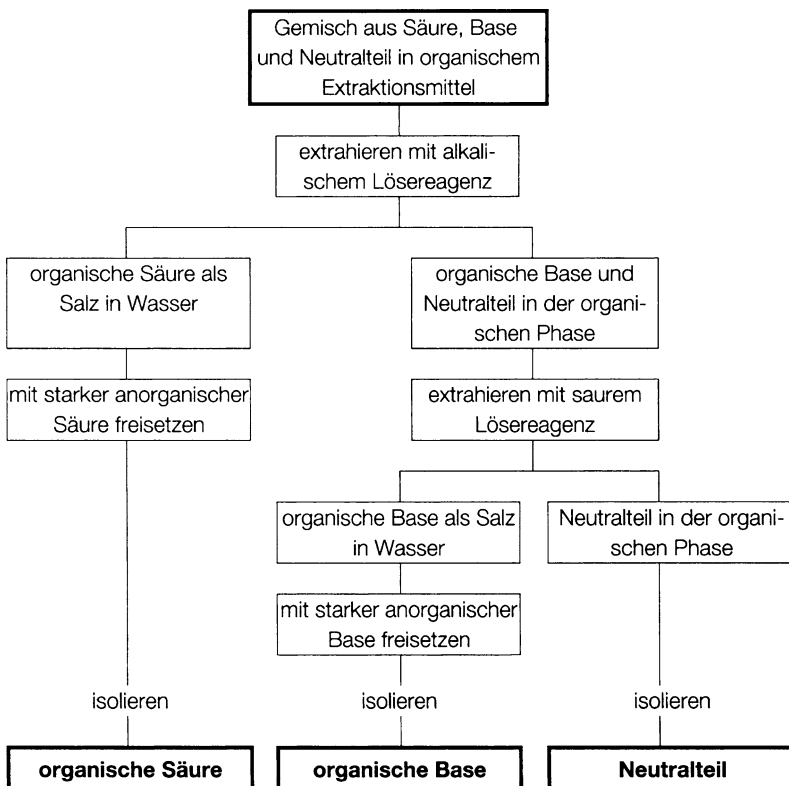 Gemisch aus Säure, Base
und Neutralteil in organischem
Extraktionsmittel
extrahieren mit alkali-
schem Lösereagenz
organische Säure als
Salz in Wasser
organische Base und
Neutralteil in der organi-
schen Phase
mit starker anorganischer
Säure freisetzen
extrahieren mit saurem
Lösereagenz
organische Base als Salz
in Wasser
Neutralteil in der organi-
schen Phase
mit starker anorganischer
Base freisetzen
isolieren
isolieren
isolieren
organische Säure
organische Base
Neutralteil